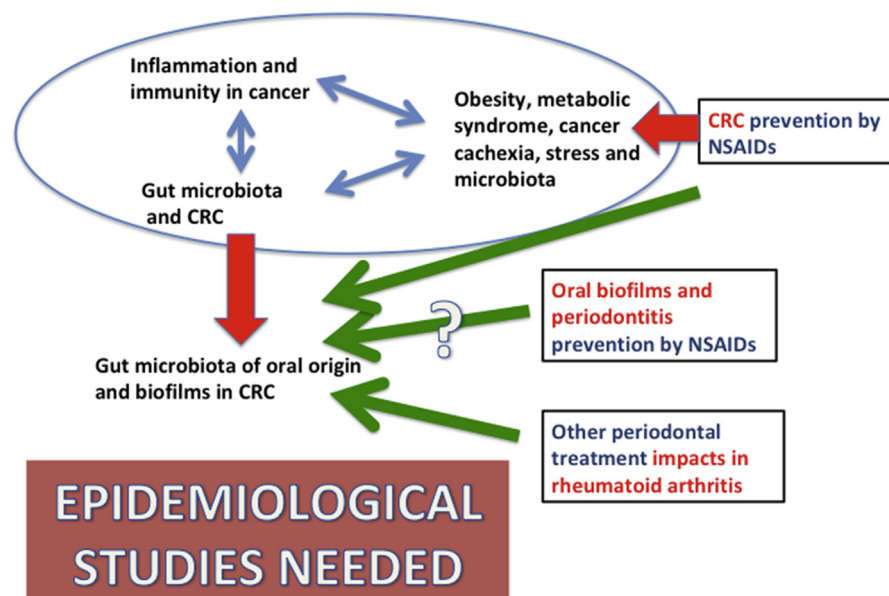 Inflammation and
immunity in cancer
Obesity, metabolic
syndrome, cancer
cachexia, stress and
microbiota
CRC prevention by
NSAIDs
Gut microbiota
and CRC
?
Oral biofilms and
periodontitis
prevention by NSAIDs
Gut microbiota of oral origin
and biofilms in CRC
Other periodontal
treatment impacts in
rheumatoid arthritis
EPIDEMIOLOGICAL
STUDIES NEEDED